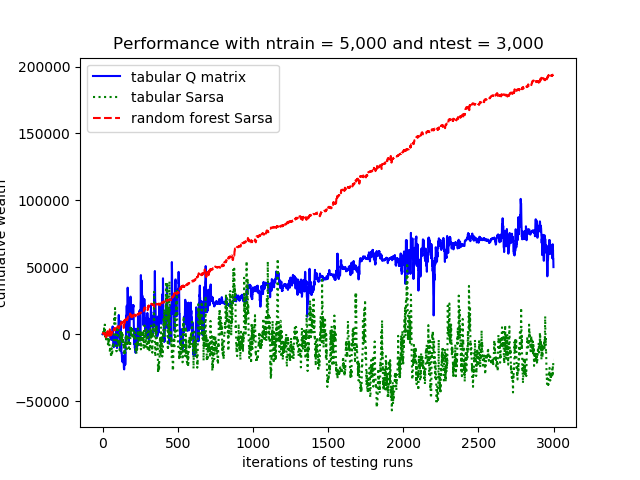 Performance with ntrain = 5,000 and ntest = 3,000
200000
150000
100000
50000
0
−50000
cumulative wealth
tabular Q matrix
tabular Sarsa
random forest Sarsa
0
500
1000
1500
2000
2500
3000
iterations of testing runs